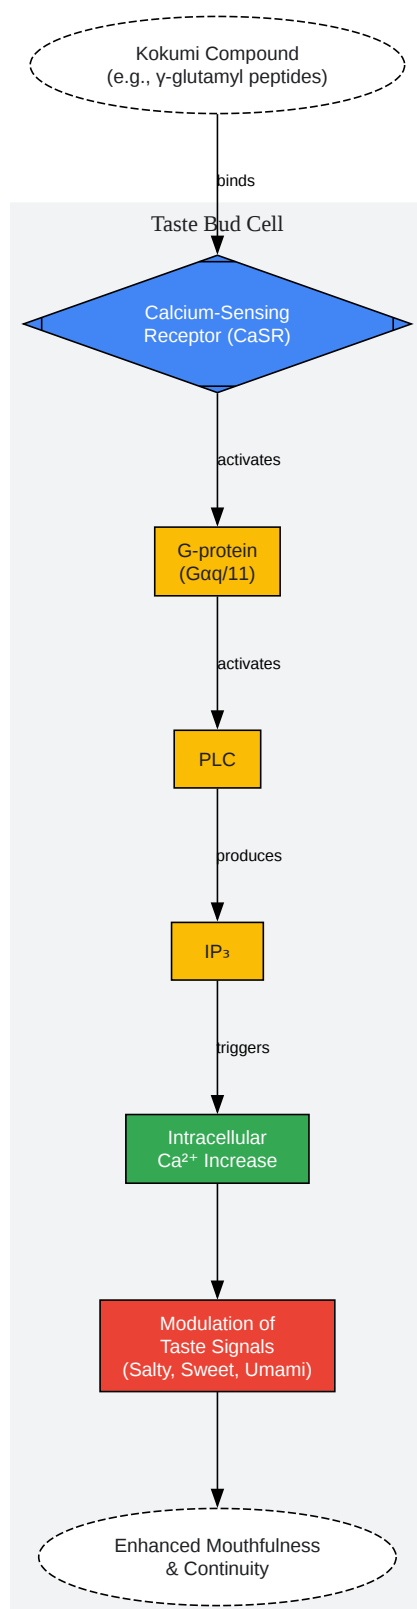 Kokumi Compound
(e.g., γ-glutamyl peptides)
binds
Taste Bud Cell
Calcium-Sensing
Receptor (CaSR)
activates
G-protein
(Gαq/11)
activates
PLC
produces
IP₃
triggers
Intracellular
Ca²⁺ Increase
Modulation of
Taste Signals
(Salty, Sweet, Umami)
Enhanced Mouthfulness
& Continuity